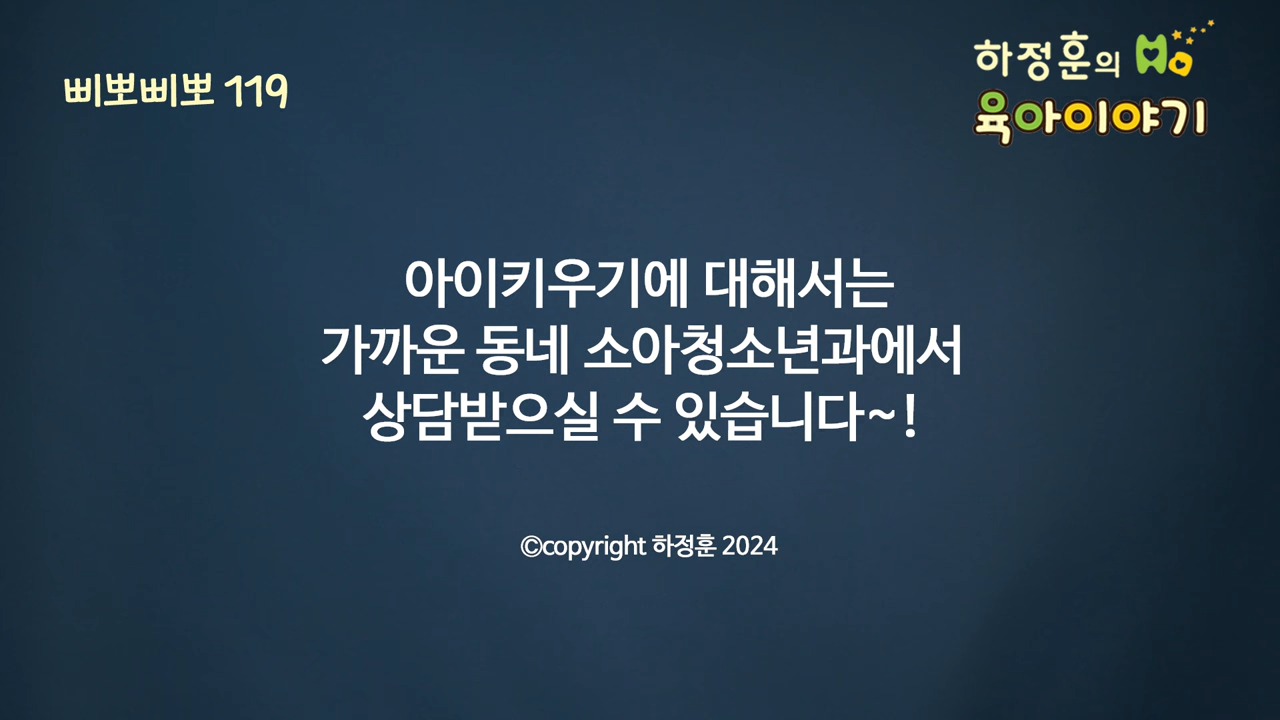 삐뽀삐뽀 119
하정훈의
육아이야기
아이키우기에 대해서는
가까운 동네 소아청소년과에서
상담받으실 수 있습니다~!
©copyright 하정훈 2024